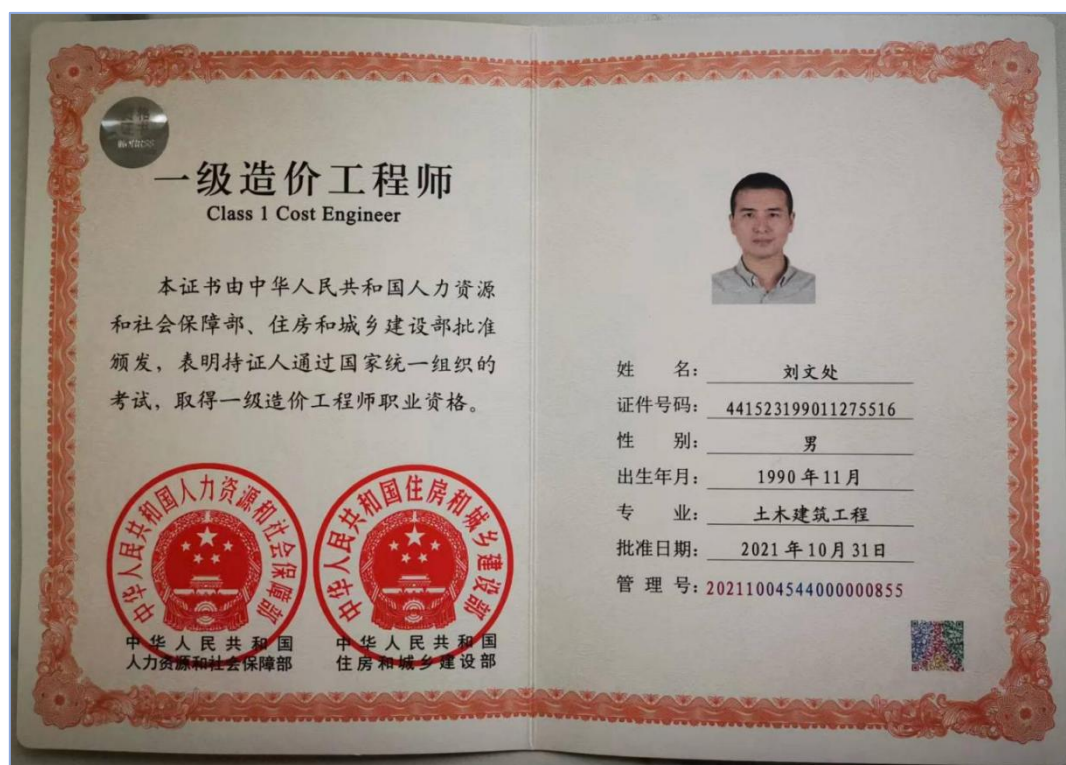 资格
证书
一级造价工程师
Class 1 Cost Engineer
本证书由中华人民共和国人力资源
和社会保障部、住房和城乡建设部批准
颁发，表明持证人通过国家统一组织的
考试，取得一级造价工程师职业资格。
中华人民共和国人力资源和社会保障部
中华人民共和国
人力资源和社会保障部
中华人民共和国住房和城乡建设部
中华人民共和国
住房和城乡建设部
姓 名：刘文处
证件号码：441523199011275516
性 别：男
出生年月：1990年11月
专 业：土木建筑工程
批准日期：2021年10月31日
管 理 号：20211004544000000855